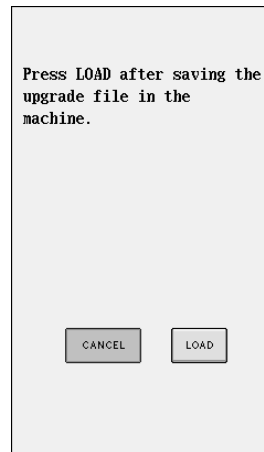 Press LOAD after saving the
upgrade file in the
machine.
CANCEL LOAD